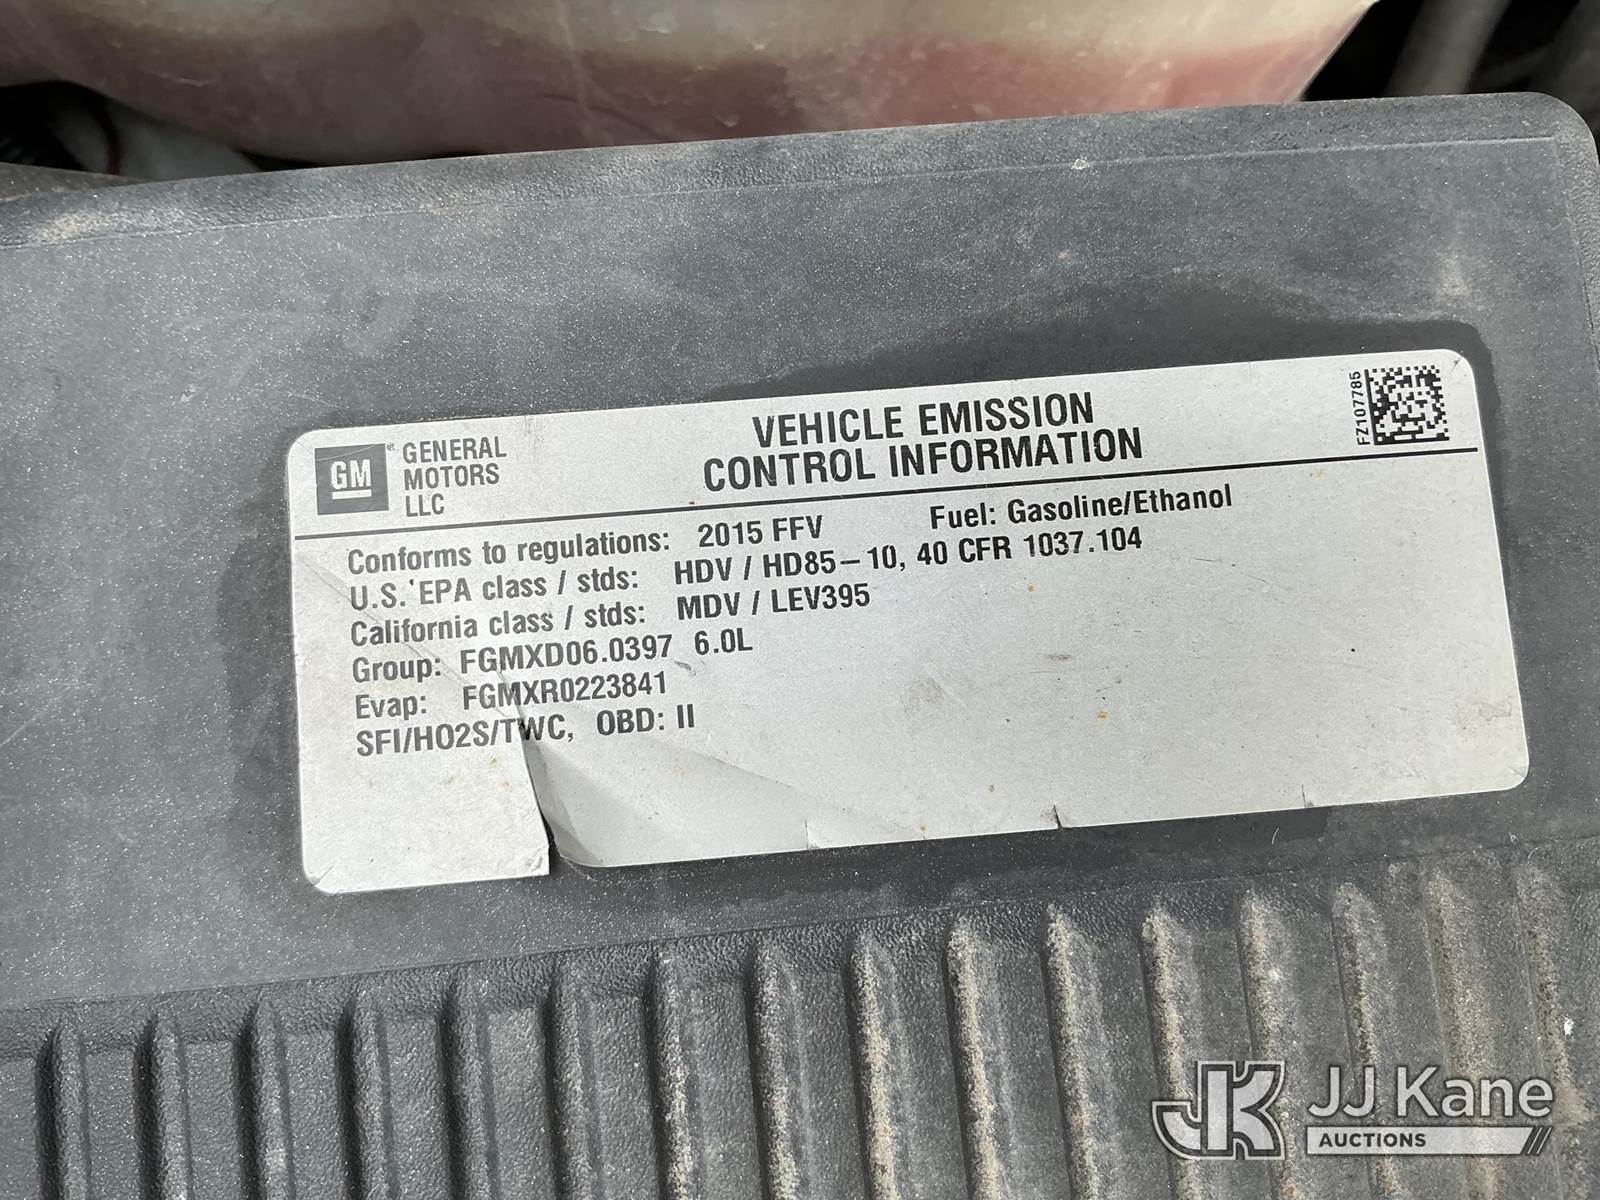 GM
GENERAL
MOTORS
LLC
VEHICLE EMISSION
CONTROL INFORMATION
FZ107785
Conforms to regulations: 2015 FFV Fuel: Gasoline/Ethanol
U.S. EPA class / stds: HDV / HD85-10, 40 CFR 1037.104
California class / stds: MDV / LEV395
Group: FGMXD06.0397 6.0L
Evap: FGMXR0223841
SFI/HO2S/TWC, OBD: II
JK JJ Kane
AUCTIONS